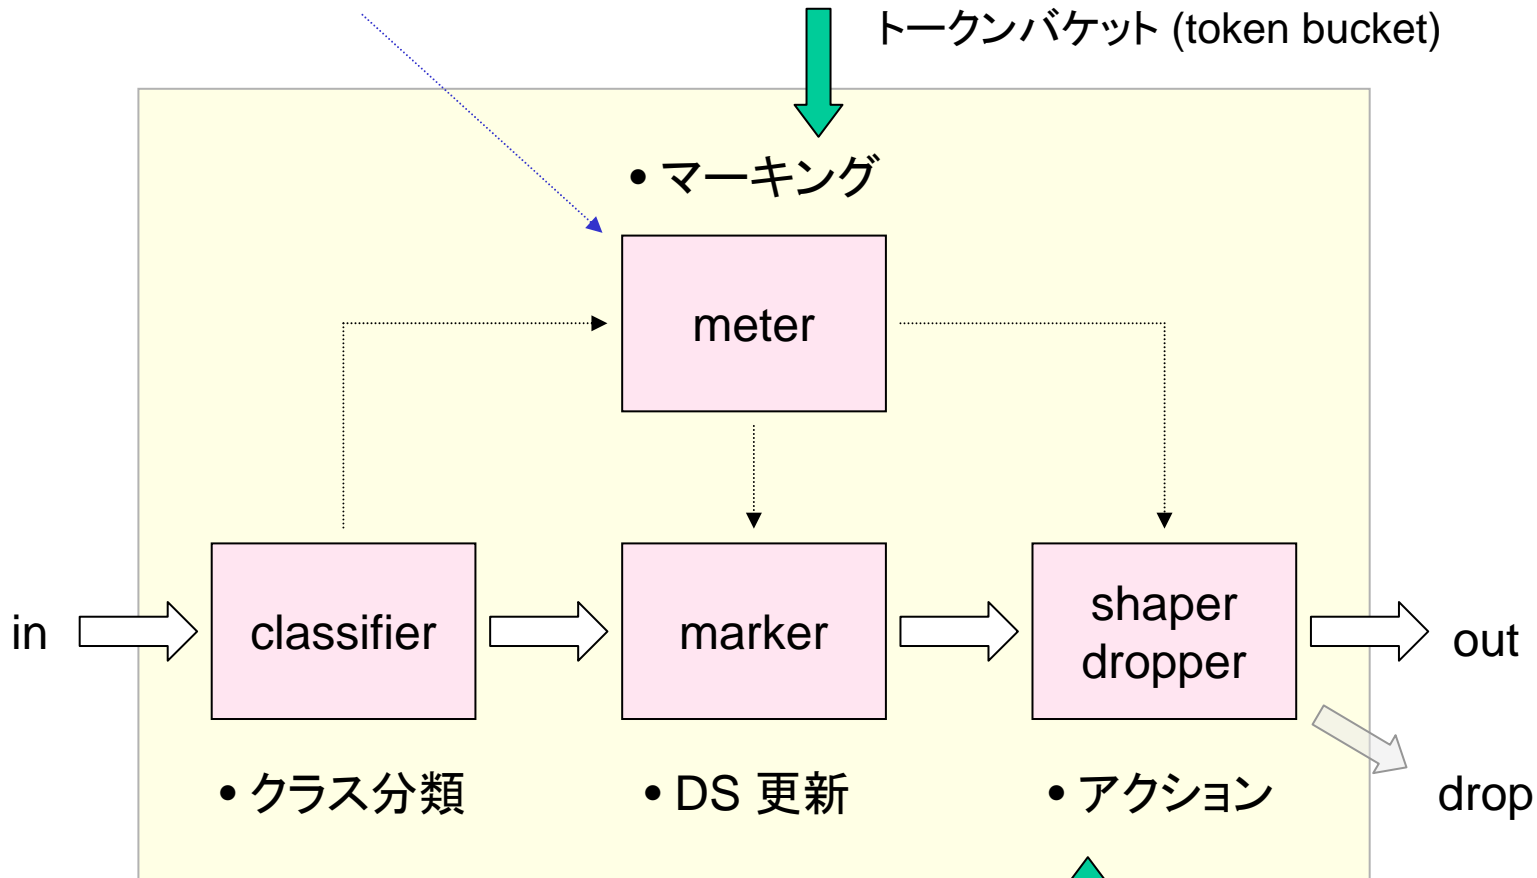 トークンバケット (token bucket)
• マーキング
meter
in
classifier
marker
shaper
dropper
out
• クラス分類
• DS 更新
• アクション
drop